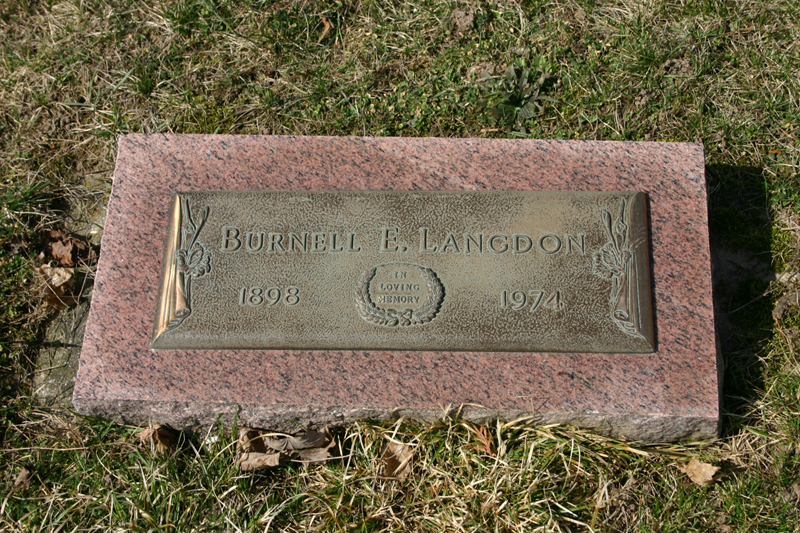 BURNELL E. LANGDON
1898
IN
LOVING
MEMORY
1974